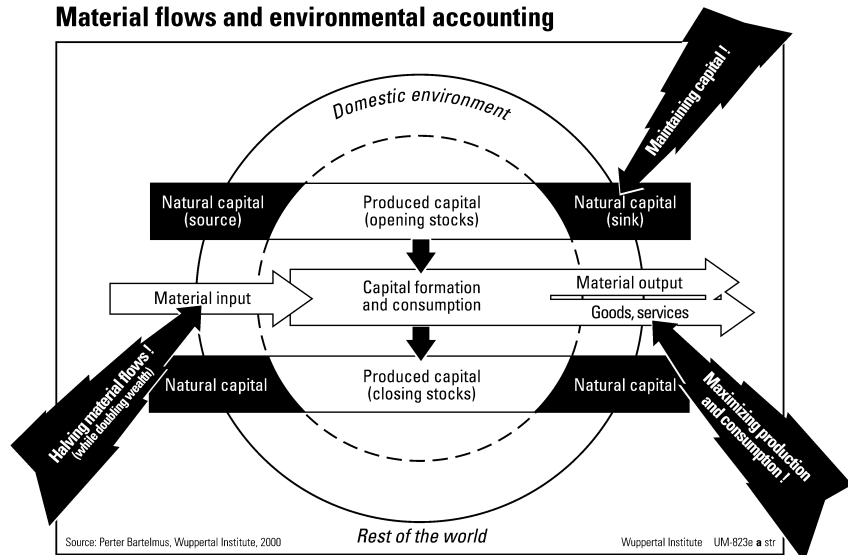 Material flows and environmental accounting
Maintaining capital !
Domestic environment
Natural capital
(source)
Produced capital
(opening stocks)
Natural capital
(sink)
Material input
Capital formation
and consumption
Material output
Goods, services
Halving material flows !
(while doubling wealth)
Natural capital
Produced capital
(closing stocks)
Natural capital
Maximizing production
and consumption !
Source: Perter Bartelmus, Wuppertal Institute, 2000
Rest of the world
Wuppertal Institute UM-823e a str